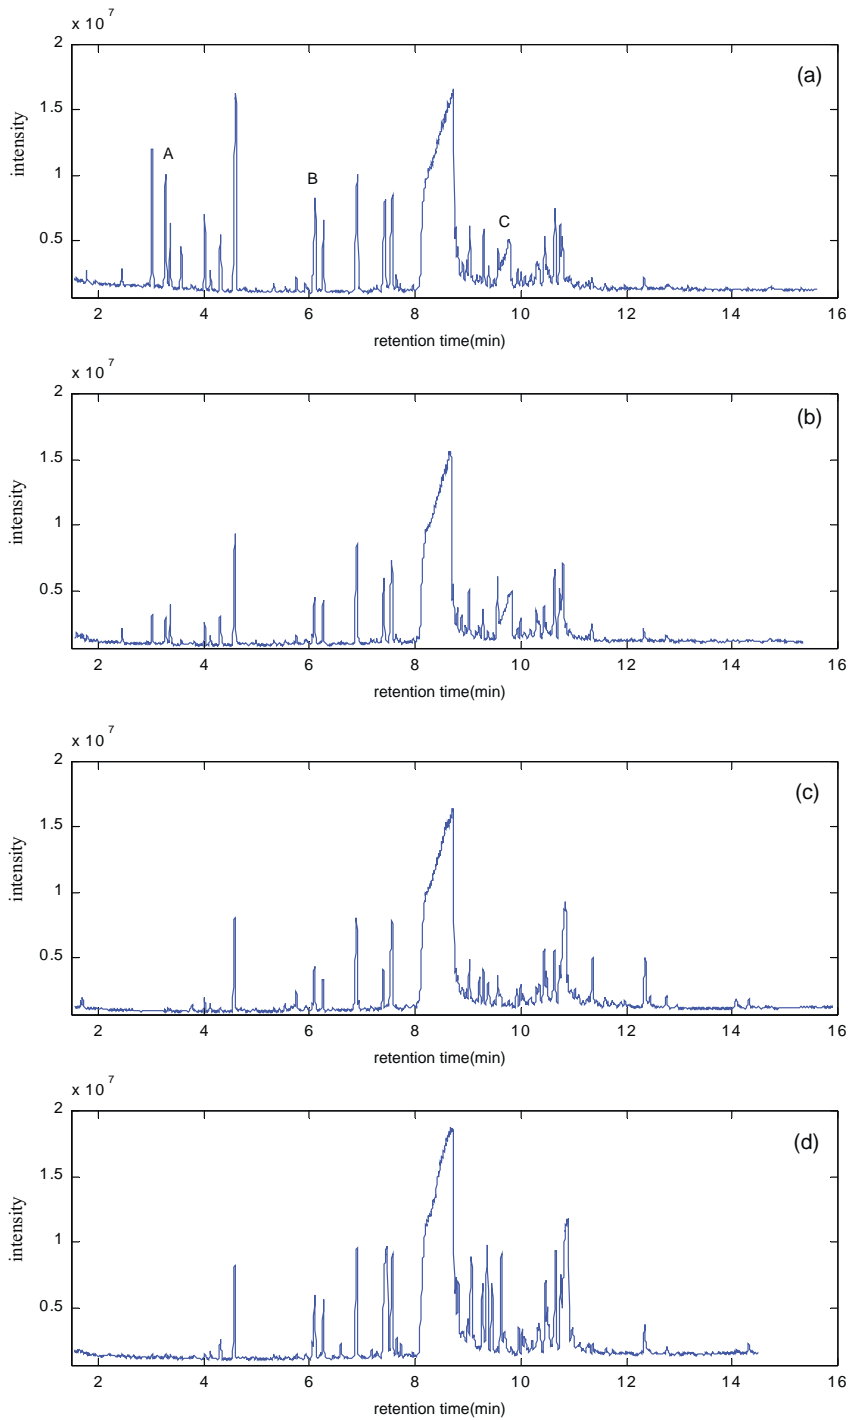 x 10 7
2
(a)
1.5
A
1
B
C
0.5
intensity
2 4 6 8 10 12 14 16
retention time(min)
x 10 7
2
(b)
1.5
1
0.5
intensity
2 4 6 8 10 12 14 16
retention time(min)
x 10 7
2
(c)
1.5
1
0.5
intensity
2 4 6 8 10 12 14 16
retention time(min)
x 10 7
2
(d)
1.5
1
0.5
intensity
2 4 6 8 10 12 14 16
retention time(min)